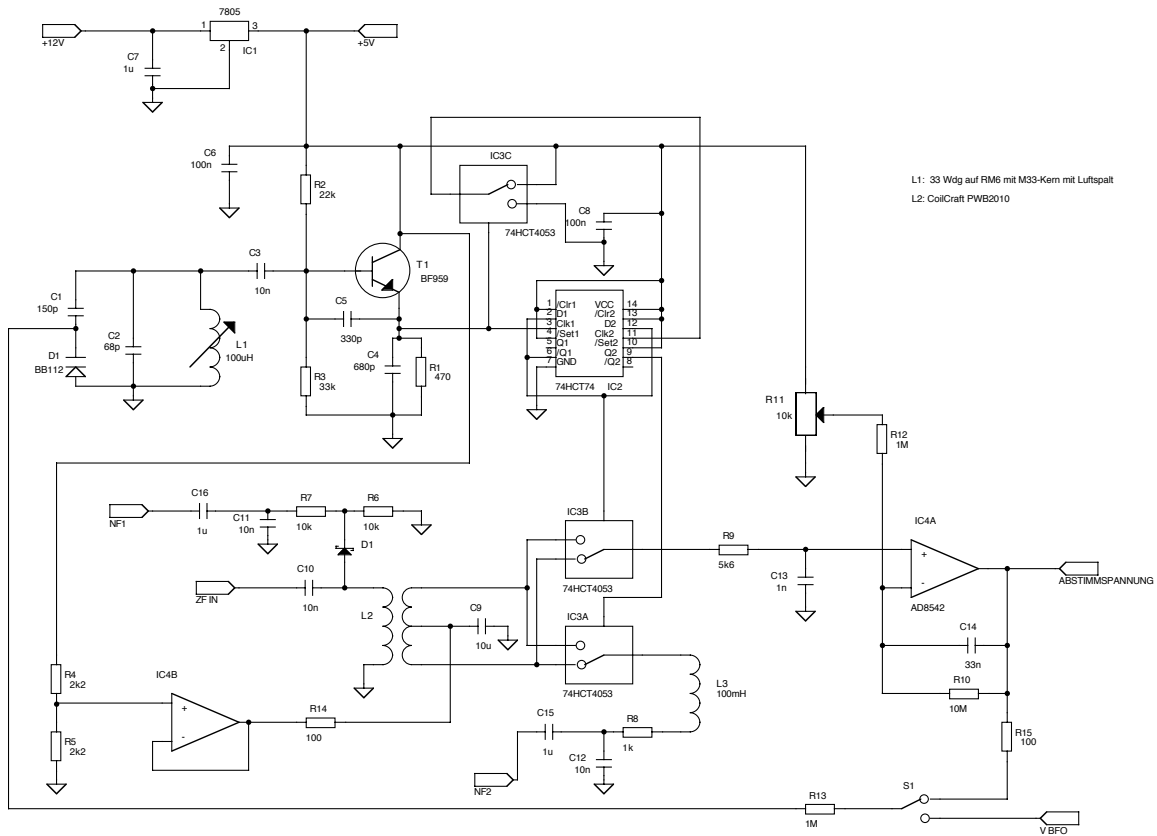 7805
1
3
2
+12V
+5V
IC1
C7
1u
C6
100n
R2
22k
IC3C
L1: 33 Wdg auf RM6 mit M33-Kern mit Luftspalt
L2: CoilCraft PWB2010
C8
100n
74HCT4053
C3
10n
T1
BF959
C1
150p
C2
68p
L1
100uH
D1
BB112
C5
330p
C4
680p
R1
470
R3
33k
1 /Clr1 VCC 14
2 D1 /Clr2 13
3 Clk1 D2 12
4 /Set1 Clk2 11
5 Q1 /Set2 10
6 /Q1 Q2 9
7 GND /Q2 8
74HCT74 IC2
R11
10k
R12
1M
C16
1u
NF1
C11
10n
R7
10k
R6
10k
D1
IC3B
74HCT4053
R9
5k6
C13
1n
IC4A
+
-
AD8542
ABSTIMMSPANNUNG
ZF IN
C10
10n
L2
C9
10u
IC3A
74HCT4053
C14
33n
R10
10M
L3
100mH
R4
2k2
IC4B
+
-
R5
2k2
R14
100
C15
1u
R8
1k
C12
10n
NF2
R15
100
R13
1M
S1
V BFO